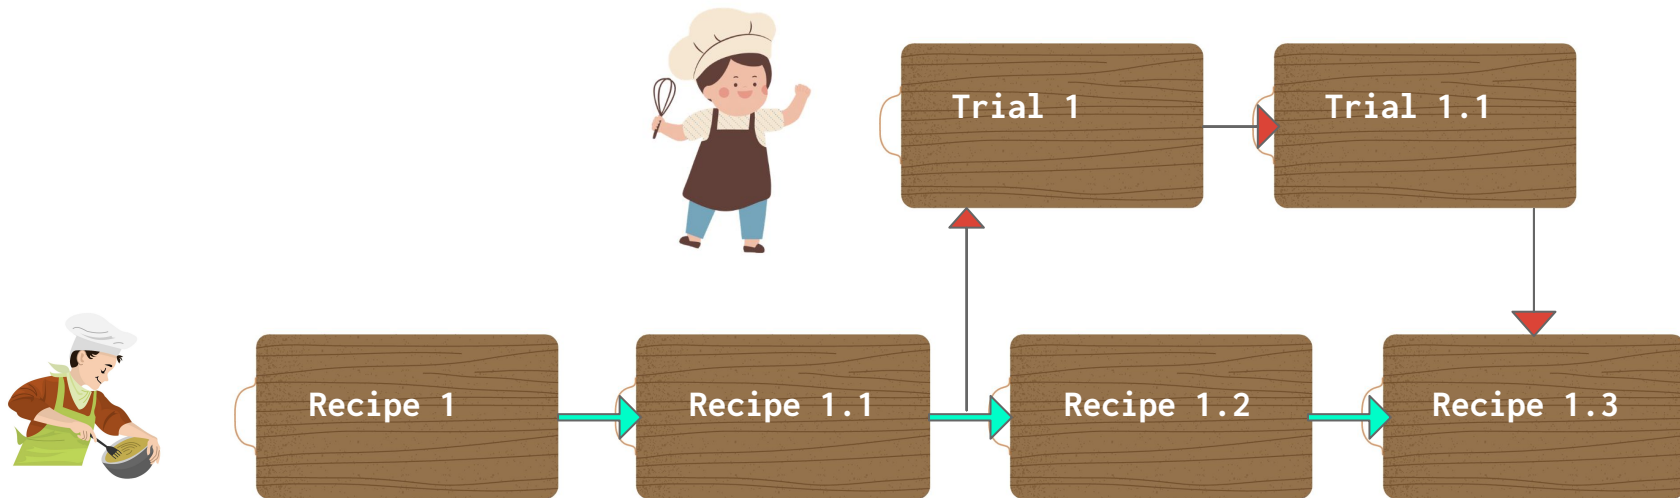 Trial 1
Trial 1.1
Recipe 1
Recipe 1.1
Recipe 1.2
Recipe 1.3